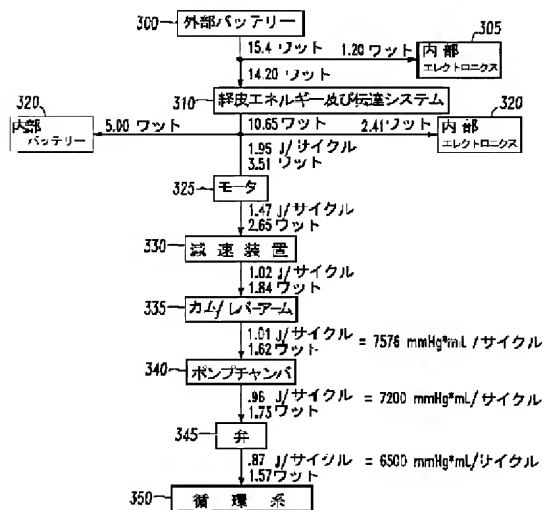 300 外部バッテリー
15.4 ワット
1.20 ワット
305
内部
エレクトロニクス
14.20 ワット
310 経皮エネルギー及び伝達システム
320
内部
バッテリー
5.00 ワット
10.65 ワット
2.41 ワット
320
内部
エレクトロニクス
1.95 J/サイクル
3.51 ワット
325 モータ
1.47 J/サイクル
2.65 ワット
330 減速装置
1.02 J/サイクル
1.84 ワット
335 カム/レバーアーム
1.01 J/サイクル = 7576 mmHg*mL/サイクル
1.62 ワット
340 ポンプチャンバ
.96 J/サイクル = 7200 mmHg*mL/サイクル
1.73 ワット
345 弁
.87 J/サイクル = 6500 mmHg*mL/サイクル
1.57 ワット
350 循環系